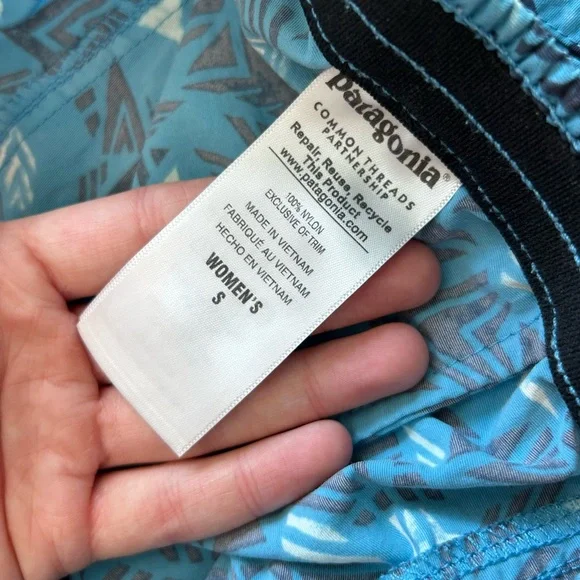 patagonia®
COMMON THREADS
PARTNERSHIP
Repair, Reuse, Recycle
This Product
www.patagonia.com
100% NYLON
EXCLUSIVE OF TRIM
MADE IN VIETNAM
FABRIQUÉ AU VIETNAM
HECHO EN VIETNAM
WOMEN'S
S